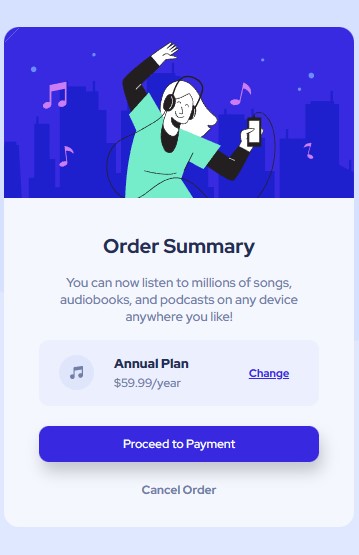 Order Summary
You can now listen to millions of songs,
audiobooks, and podcasts on any device
anywhere you like!
Annual Plan
$59.99/year
Change
Proceed to Payment
Cancel Order